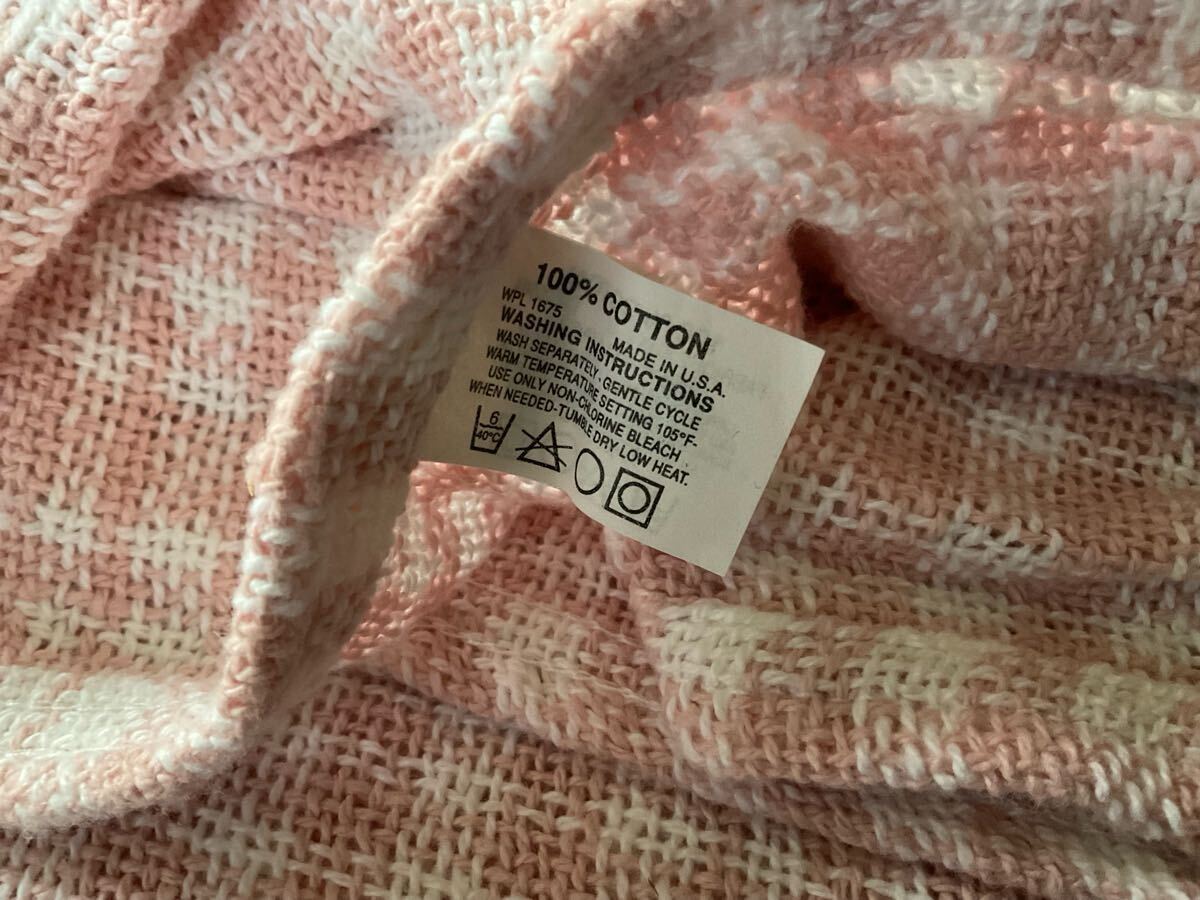 100% COTTON
WPL 1675 MADE IN U.S.A.
WASHING INSTRUCTIONS
WASH SEPARATELY. GENTLE CYCLE
WARM TEMPERATURE SETTING 105°F-
USE ONLY NON-CHLORINE BLEACH
WHEN NEEDED-TUMBLE DRY LOW HEAT.
6
40°C